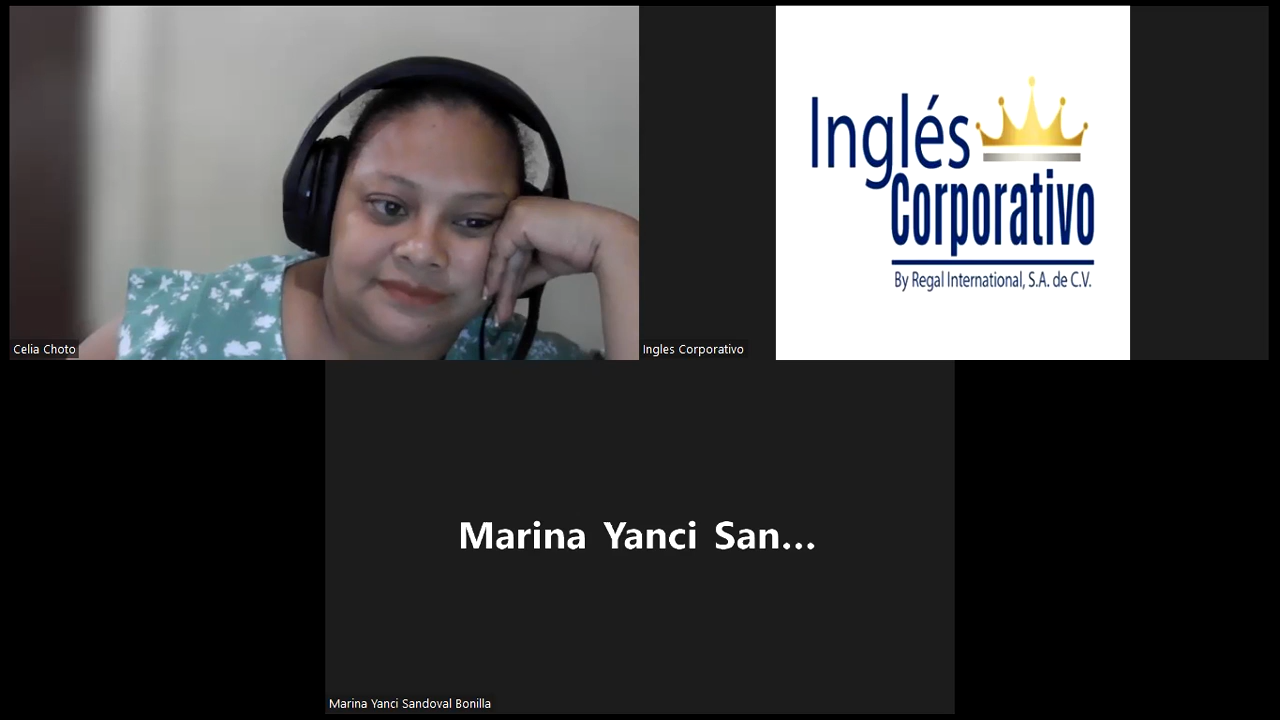 Inglés
Corporativo
By Regal International, S.A. de C.V.
Celia Choto
Ingles Corporativo
Marina Yanci San...
Marina Yanci Sandoval Bonilla